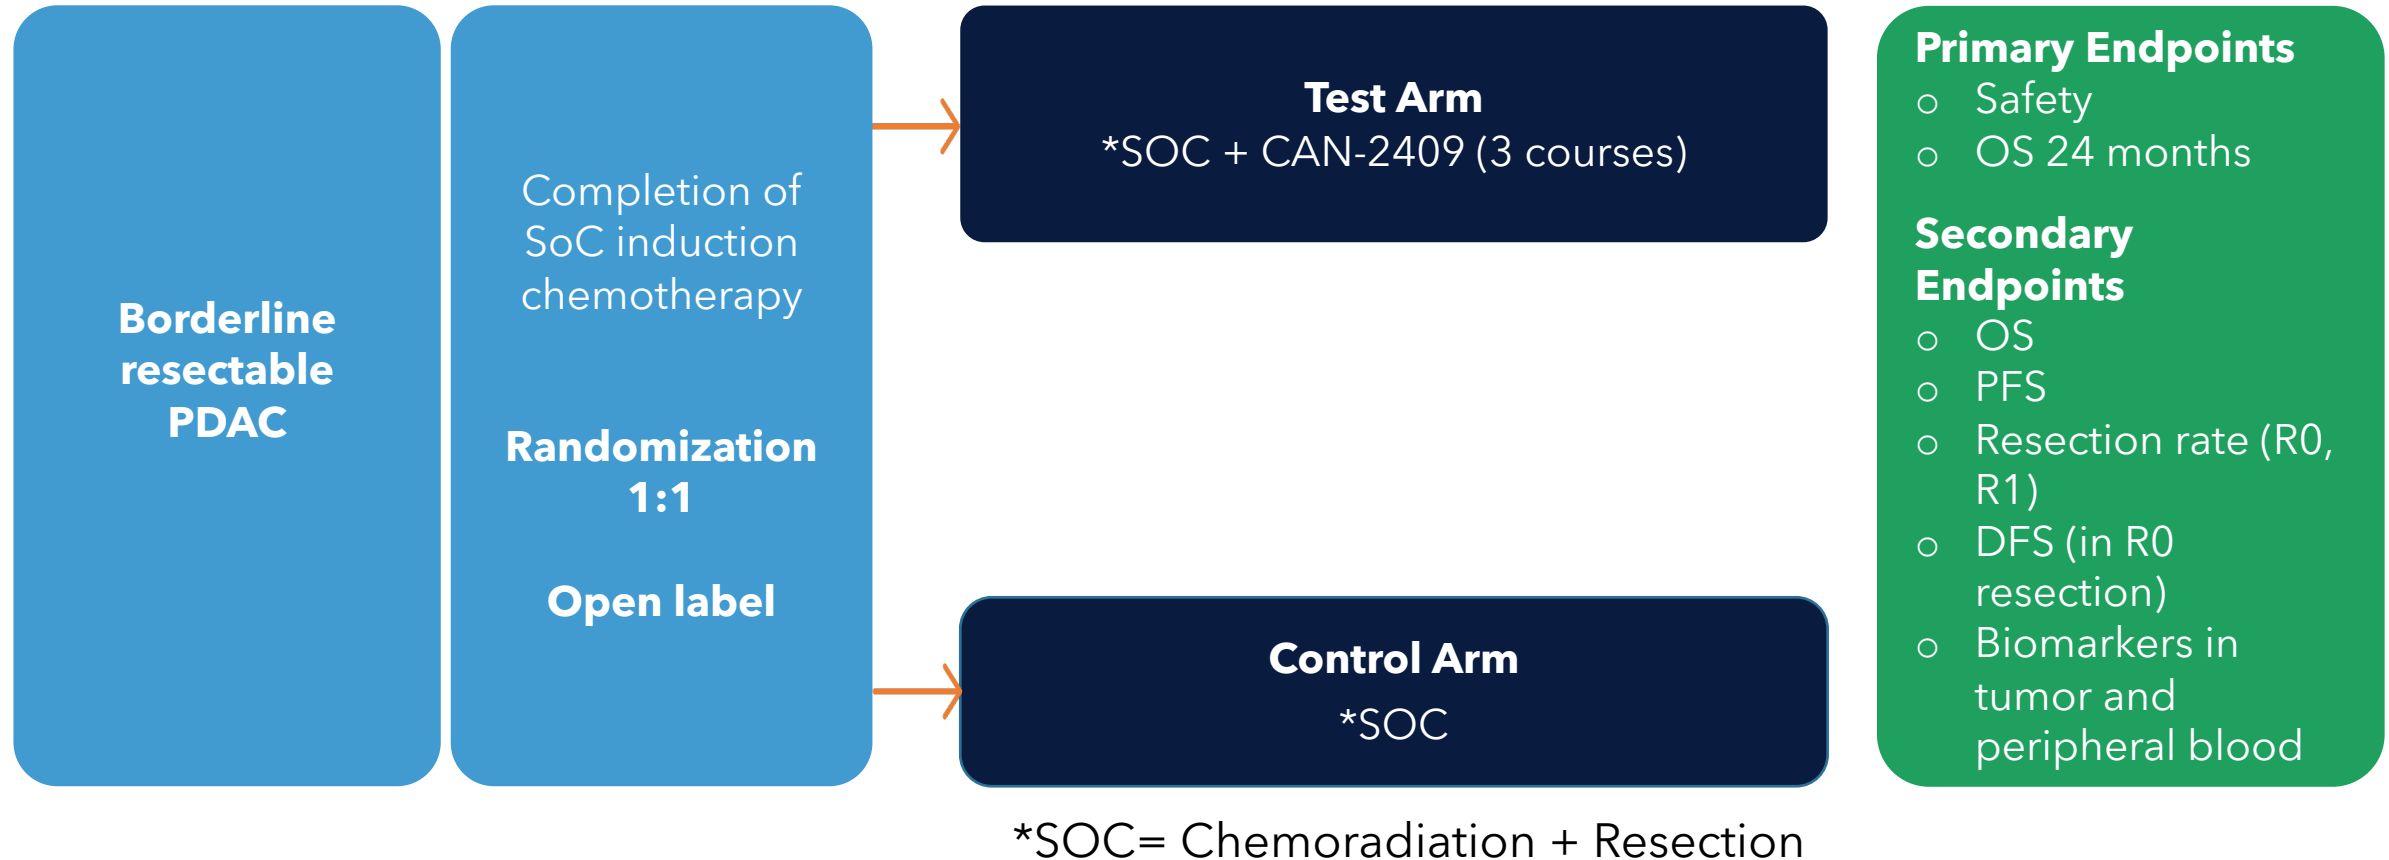 Borderline
resectable
PDAC
Completion of
SoC induction
chemotherapy
Randomization
1:1
Open label
Test Arm
*SOC + CAN-2409 (3 courses)
Control Arm
*SOC
*SOC= Chemoradiation + Resection
Primary Endpoints
o Safety
o OS 24 months
Secondary
Endpoints
o OS
o PFS
o Resection rate (R0,
R1)
o DFS (in R0
resection)
o Biomarkers in
tumor and
peripheral blood